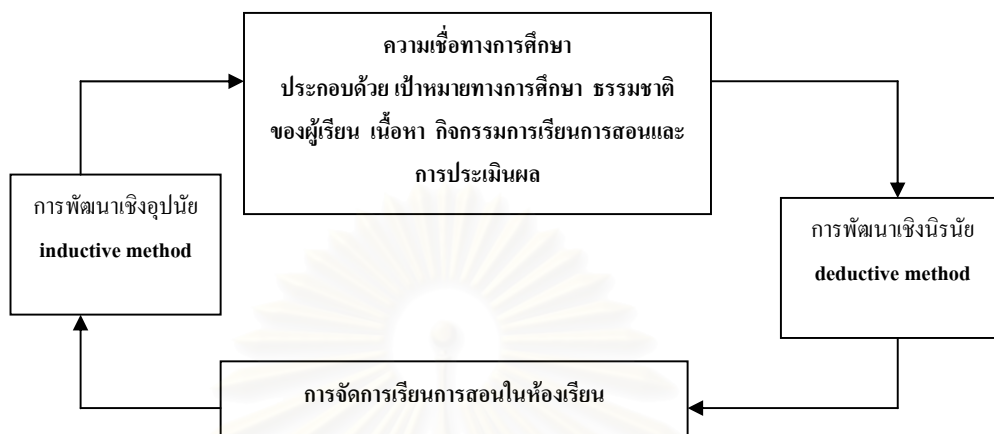 ความเชื่อทางการศึกษา
ประกอบด้วย เป้าหมายทางการศึกษา ธรรมชาติ
ของผู้เรียน เนื้อหา กิจกรรมการเรียนการสอนและ
การประเมินผล
การพัฒนาเชิงอุปนัย
inductive method
การพัฒนาเชิงนิรนัย
deductive method
การจัดการเรียนการสอนในห้องเรียน